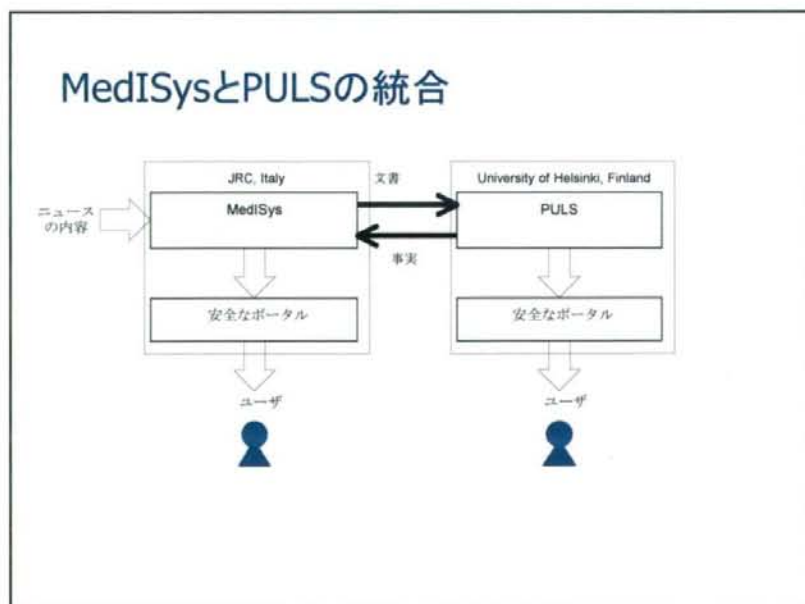 MedISysとPULSの統合
JRC, Italy
文書
University of Helsinki, Finland
ニュース
の内容
MedISys
PULS
事実
安全なポータル
安全なポータル
ユーザ
ユーザ